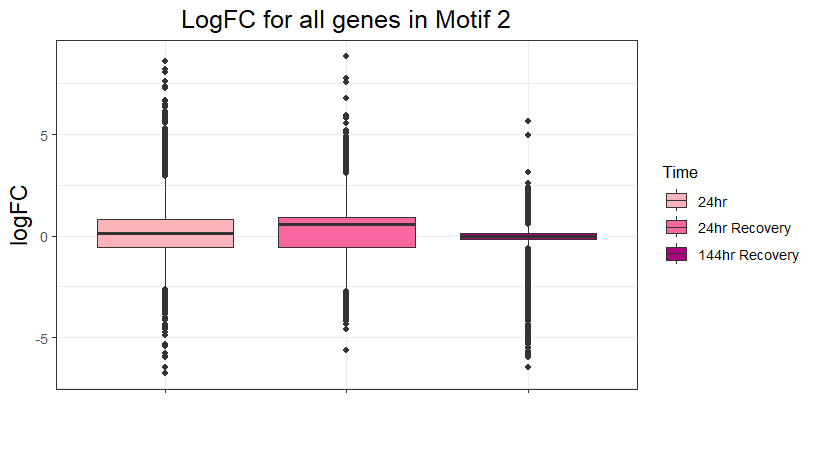 LogFC for all genes in Motif 2
logFC
5
0
-5
Time
24hr
24hr Recovery
144hr Recovery